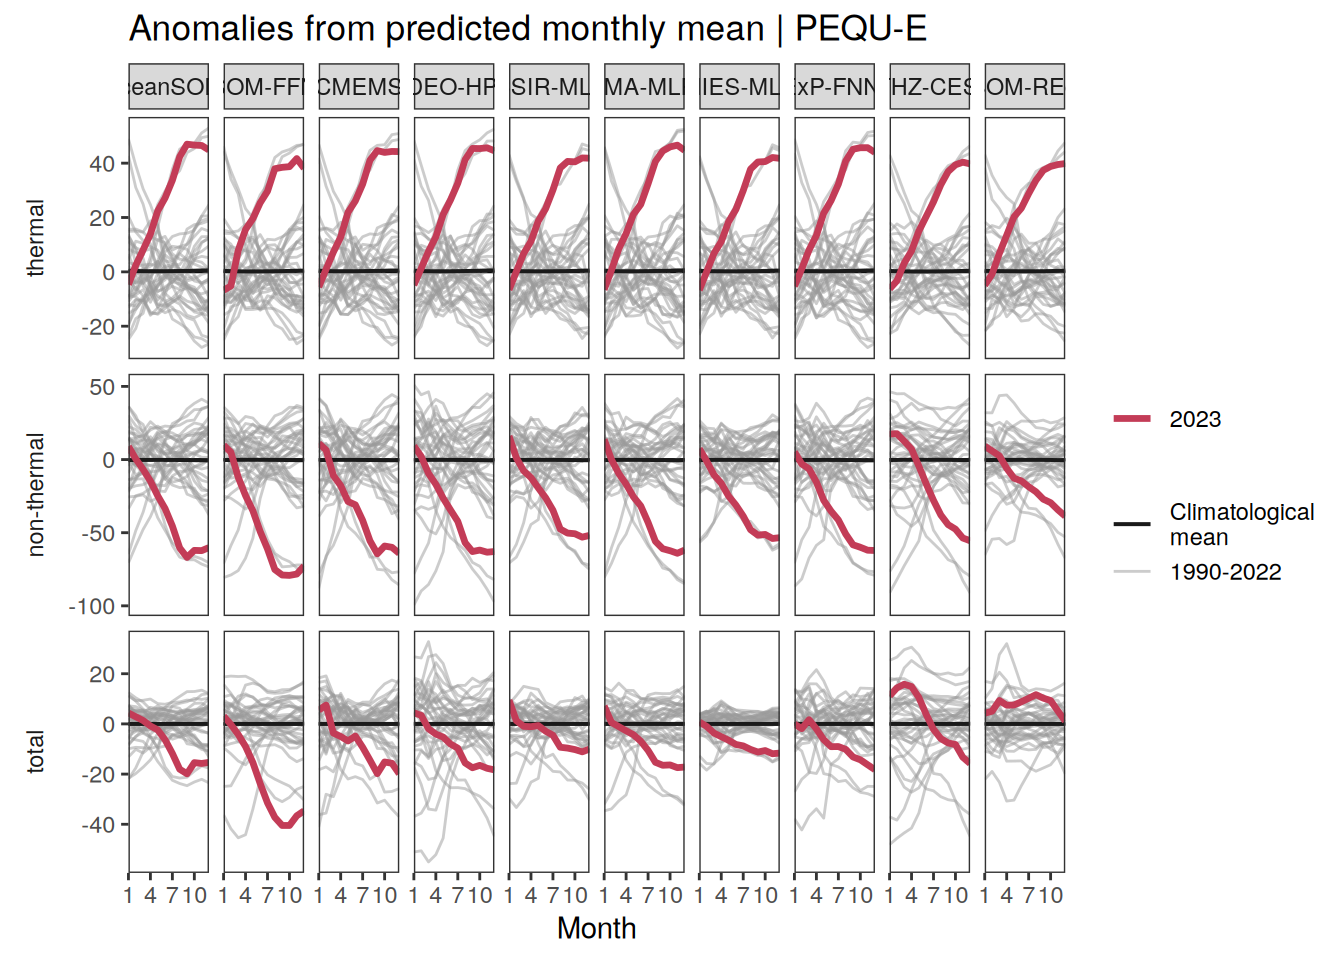 Anomalies from predicted monthly mean | PEQU-E
eanSOI OM-FFI CMEMS OEO-HP SIR-ML MA-ML IES-ML xP-FNN HZ-CES OM-RE
thermal
40
20
0
-20
non-thermal
50
0
-50
-100
total
20
0
-20
-40
1 4 7 10 1 4 7 10 1 4 7 10 1 4 7 10 1 4 7 10 1 4 7 10 1 4 7 10 1 4 7 10 1 4 7 10 1 4 7 10
Month
2023
Climatological
mean
1990-2022